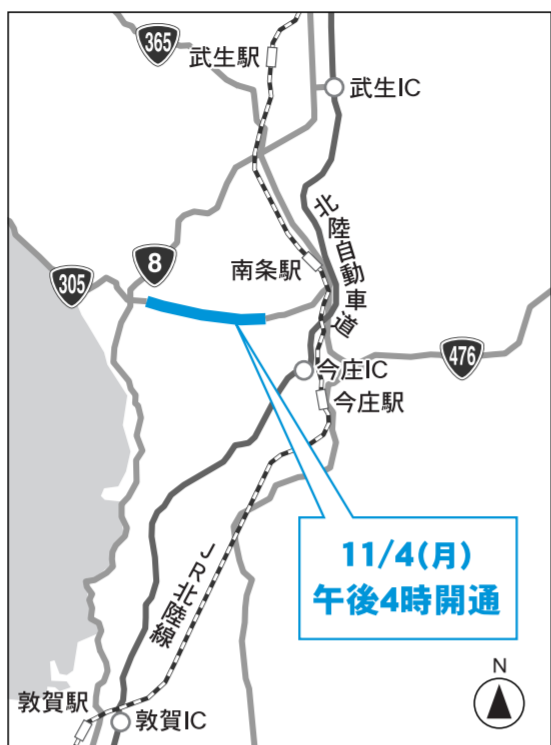 365
武生駅
武生IC
北陸自動車道
8
南条駅
305
今庄IC
476
今庄駅
11/4(月)
午後4時開通
JR北陸線
N
敦賀駅
敦賀IC